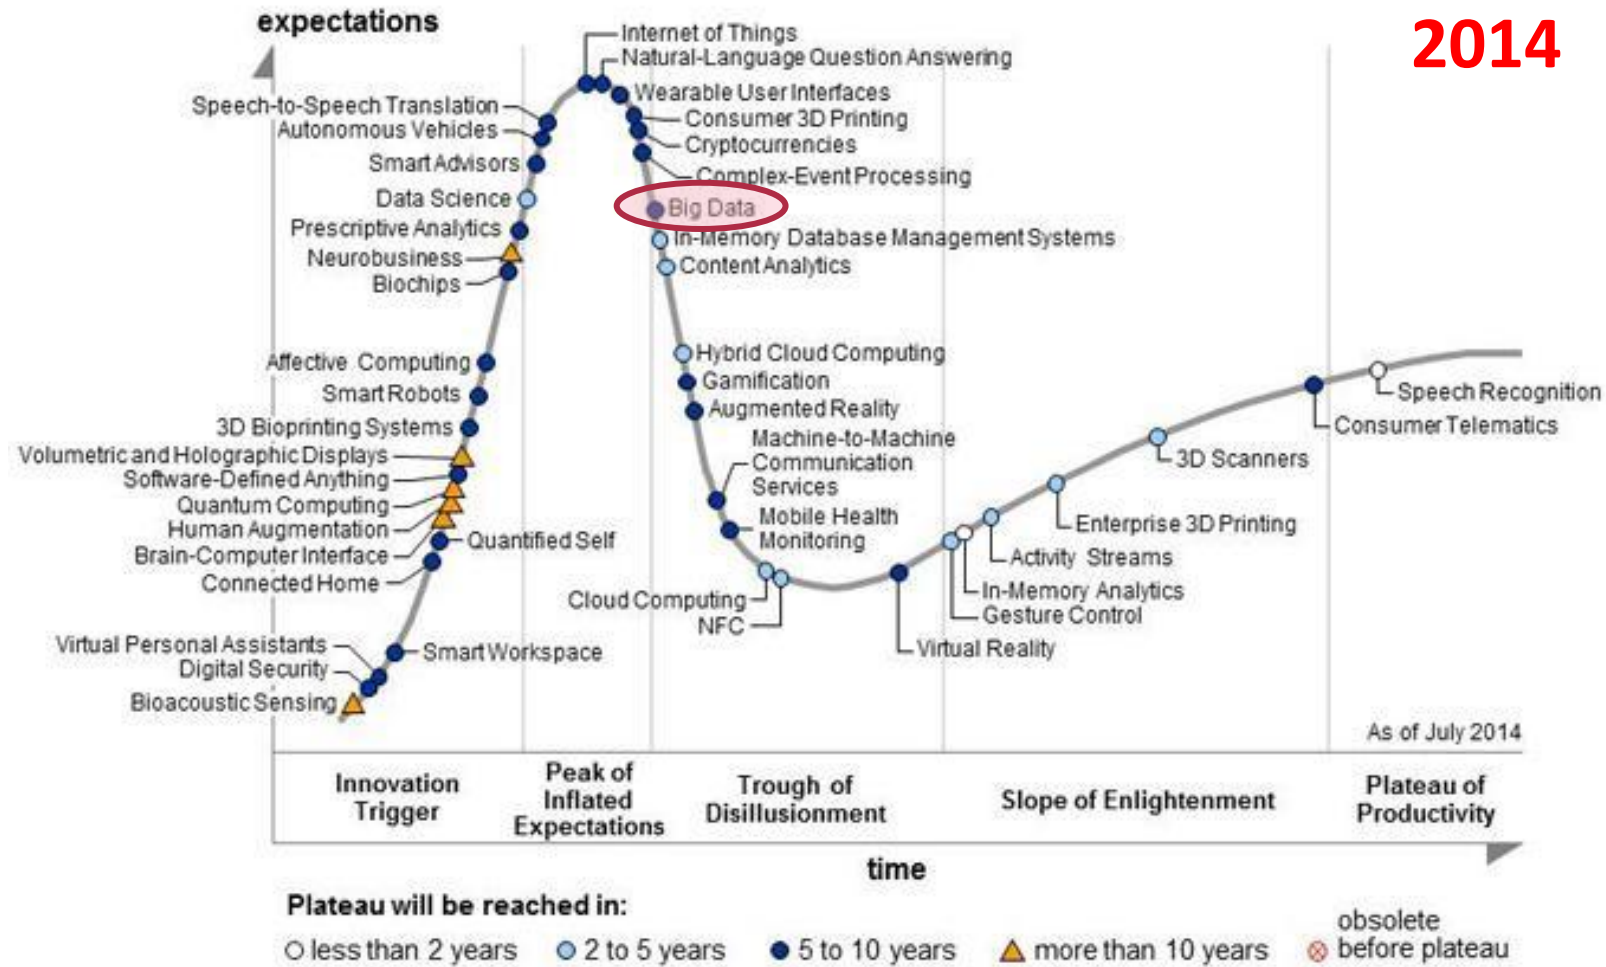 expectations
2014
Internet of Things
Natural-Language Question Answering
Wearable User Interfaces
Consumer 3D Printing
Cryptocurrencies
Complex-Event Processing
Big Data
In-Memory Database Management Systems
Content Analytics
Speech-to-Speech Translation
Autonomous Vehicles
Smart Advisors
Data Science
Prescriptive Analytics
Neurobusiness
Biochips
Affective Computing
Smart Robots
3D Bioprinting Systems
Volumetric and Holographic Displays
Software-Defined Anything
Quantum Computing
Human Augmentation
Brain-Computer Interface
Connected Home
Quantified Self
Virtual Personal Assistants
Digital Security
Bioacoustic Sensing
Smart Workspace
Hybrid Cloud Computing
Gamification
Augmented Reality
Machine-to-Machine
Communication
Services
Mobile Health
Monitoring
Cloud Computing
NFC
Virtual Reality
Gesture Control
In-Memory Analytics
Activity Streams
Enterprise 3D Printing
3D Scanners
Consumer Telematics
Speech Recognition
As of July 2014
Innovation
Trigger
Peak of
Inflated
Expectations
Trough of
Disillusionment
Slope of Enlightenment
Plateau of
Productivity
time
Plateau will be reached in:
less than 2 years
2 to 5 years
5 to 10 years
more than 10 years
obsolete
before plateau